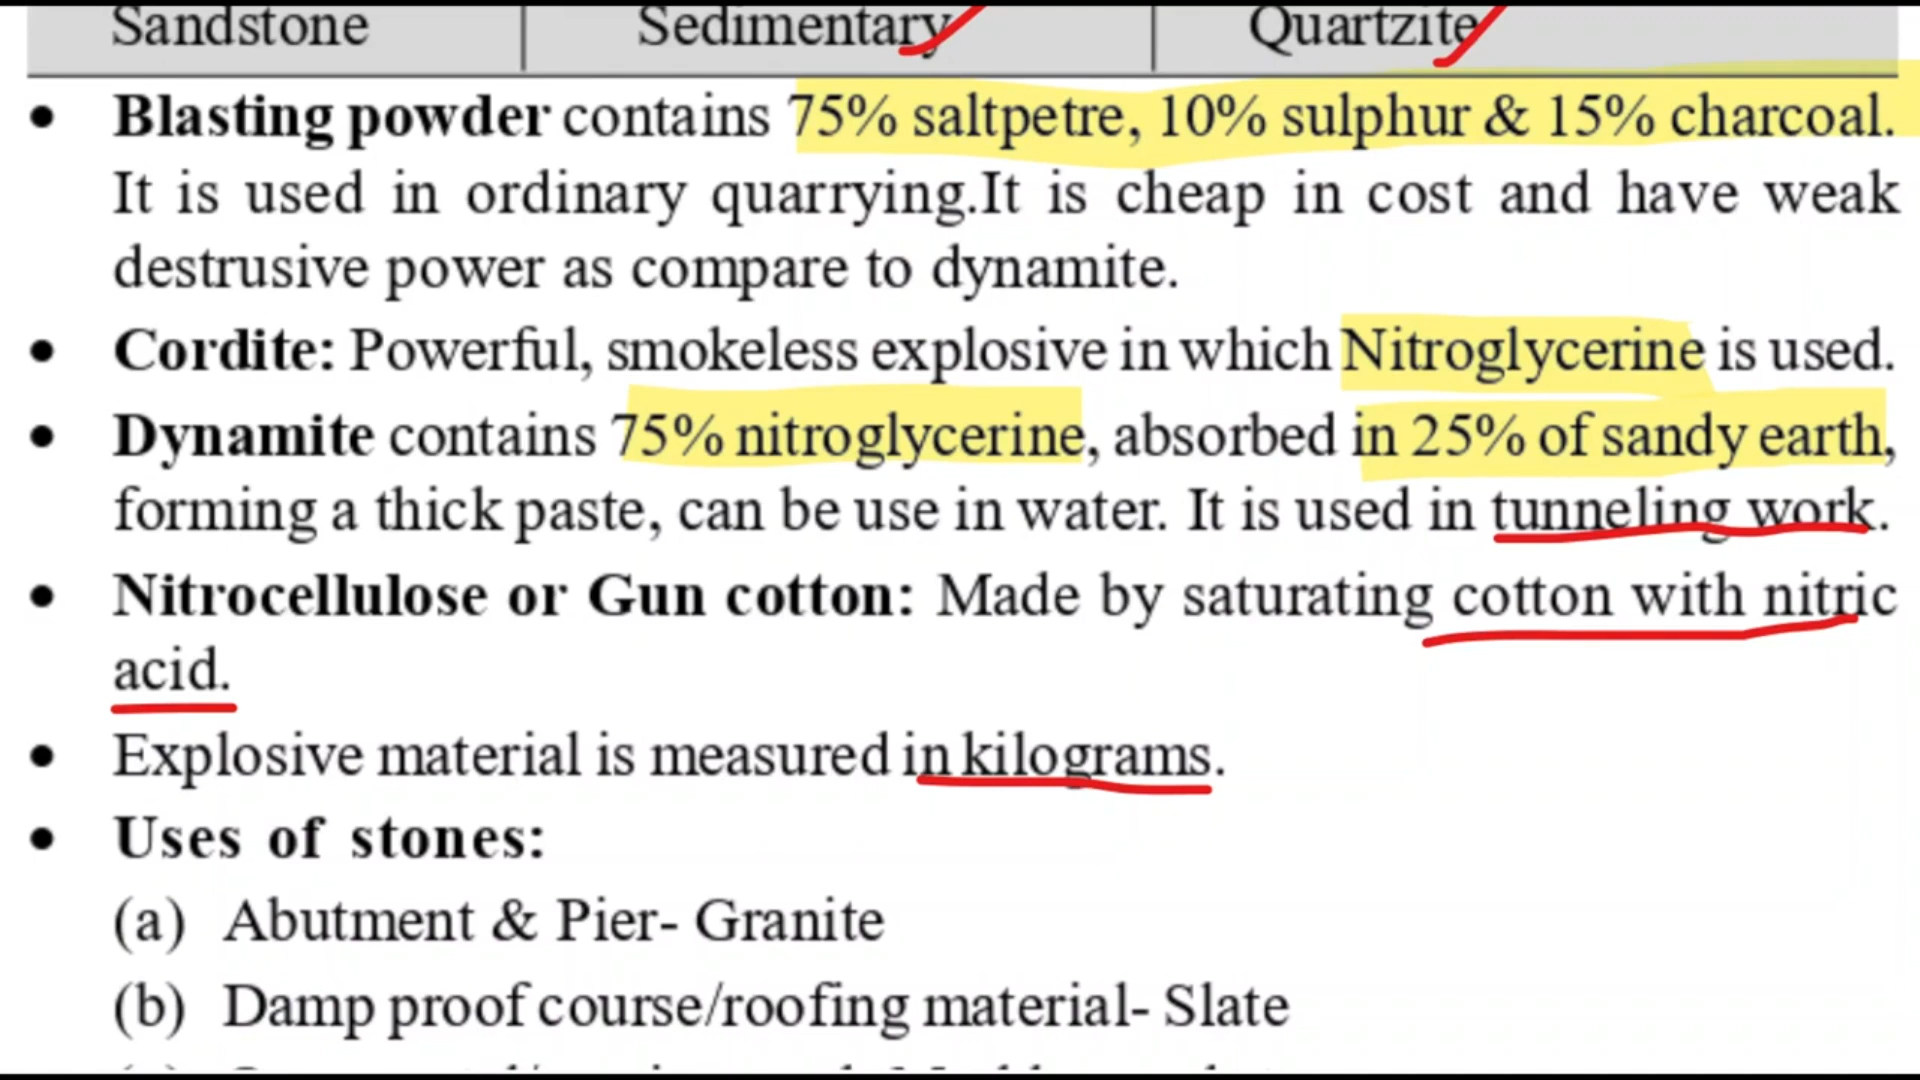 Sandstone Sedimentary Quartzite
• Blasting powder contains 75% saltpetre, 10% sulphur & 15% charcoal.
It is used in ordinary quarrying.It is cheap in cost and have weak
destrusive power as compare to dynamite.
• Cordite: Powerful, smokeless explosive in which Nitroglycerine is used.
• Dynamite contains 75% nitroglycerine, absorbed in 25% of sandy earth,
forming a thick paste, can be use in water. It is used in tunneling work.
• Nitrocellulose or Gun cotton: Made by saturating cotton with nitric
acid.
• Explosive material is measured in kilograms.
• Uses of stones:
(a) Abutment & Pier- Granite
(b) Damp proof course/roofing material- Slate